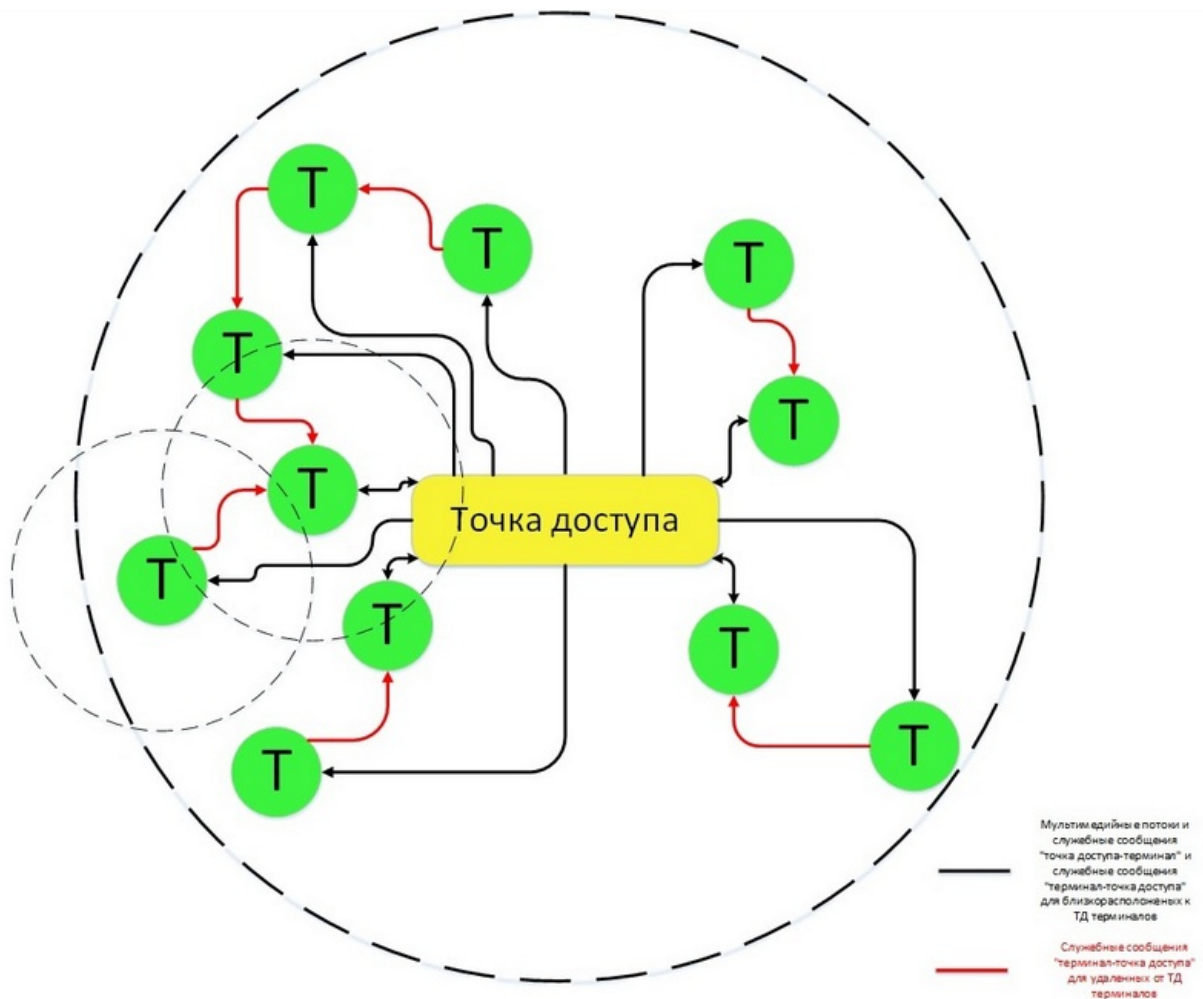 Т
Т
Т
Т
Т
Т
Точка доступа
Т
Т
Т
Т
Т
Мультимедийные потоки и
служебные сообщения
"точка доступа-терминал" и
служебные сообщения
"терминал-точка доступа"
для близкорасположеных к
ТД терминалов
Служебные сообщения
"терминал-точка доступа"
для удаленных от ТД
терминалов